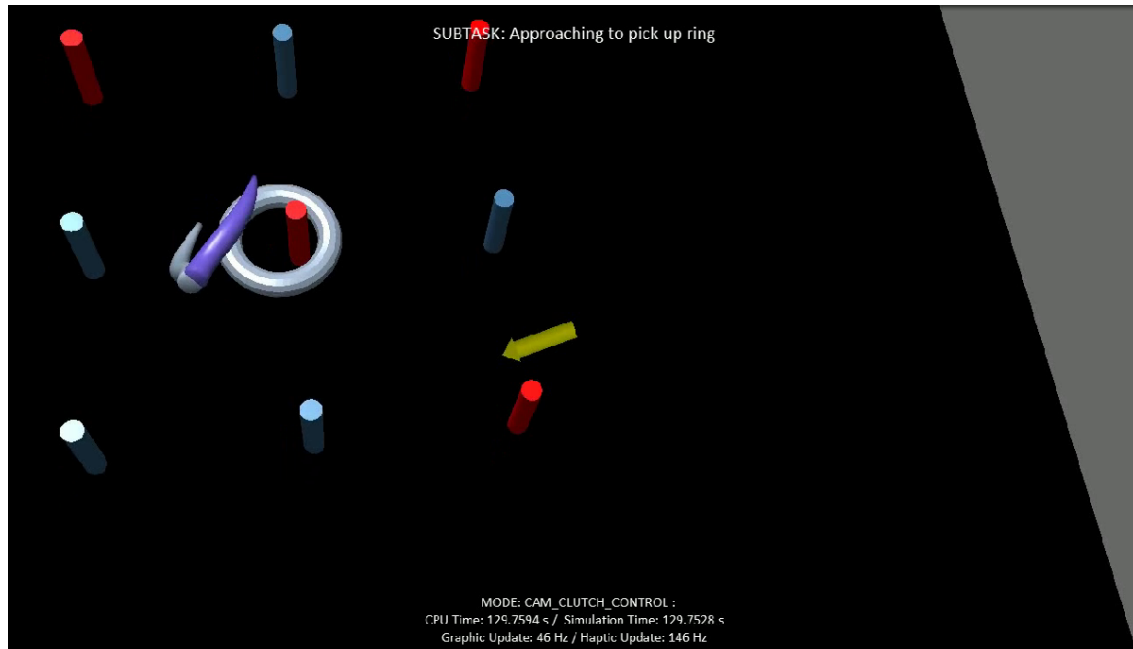 SUBTASK: Approaching to pick up ring
MODE: CAM_CLUTCH_CONTROL :
CPU Time: 129.7594 s / Simulation Time: 129.7528 s
Graphic Update: 46 Hz / Haptic Update: 146 Hz